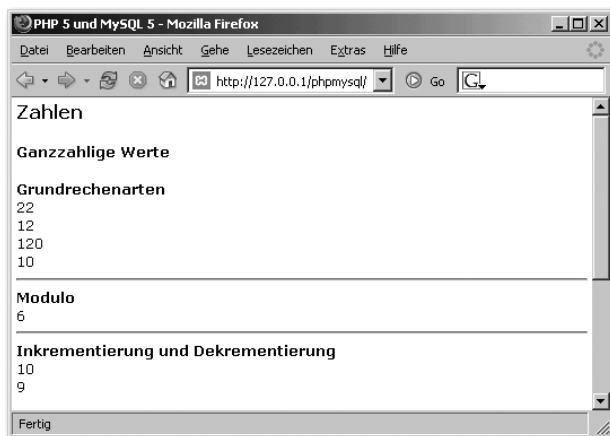 PHP 5 und MySQL 5 - Mozilla Firefox
Datei Bearbeiten Ansicht Gehe Lesezeichen Extras Hilfe
http://127.0.0.1/phpmysql/ Go G
Zahlen
Ganzzahlige Werte
Grundrechenarten
22
12
120
10
Modulo
6
Inkrementierung und Dekrementierung
10
9
Fertig